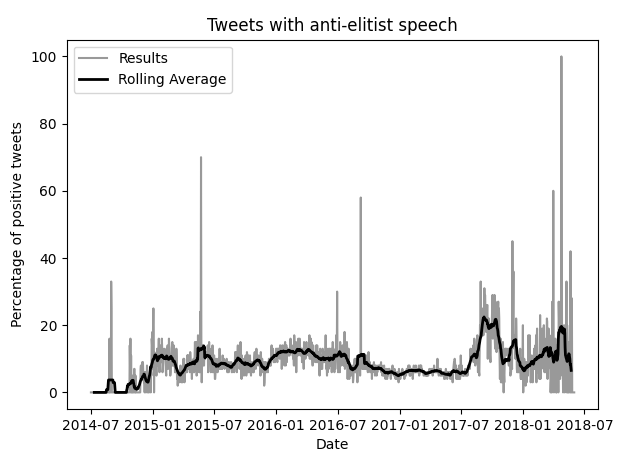 Tweets with anti-elitist speech
Results
Rolling Average
Percentage of positive tweets
100
80
60
40
20
0
2014-07 2015-01 2015-07 2016-01 2016-07 2017-01 2017-07 2018-01 2018-07
Date